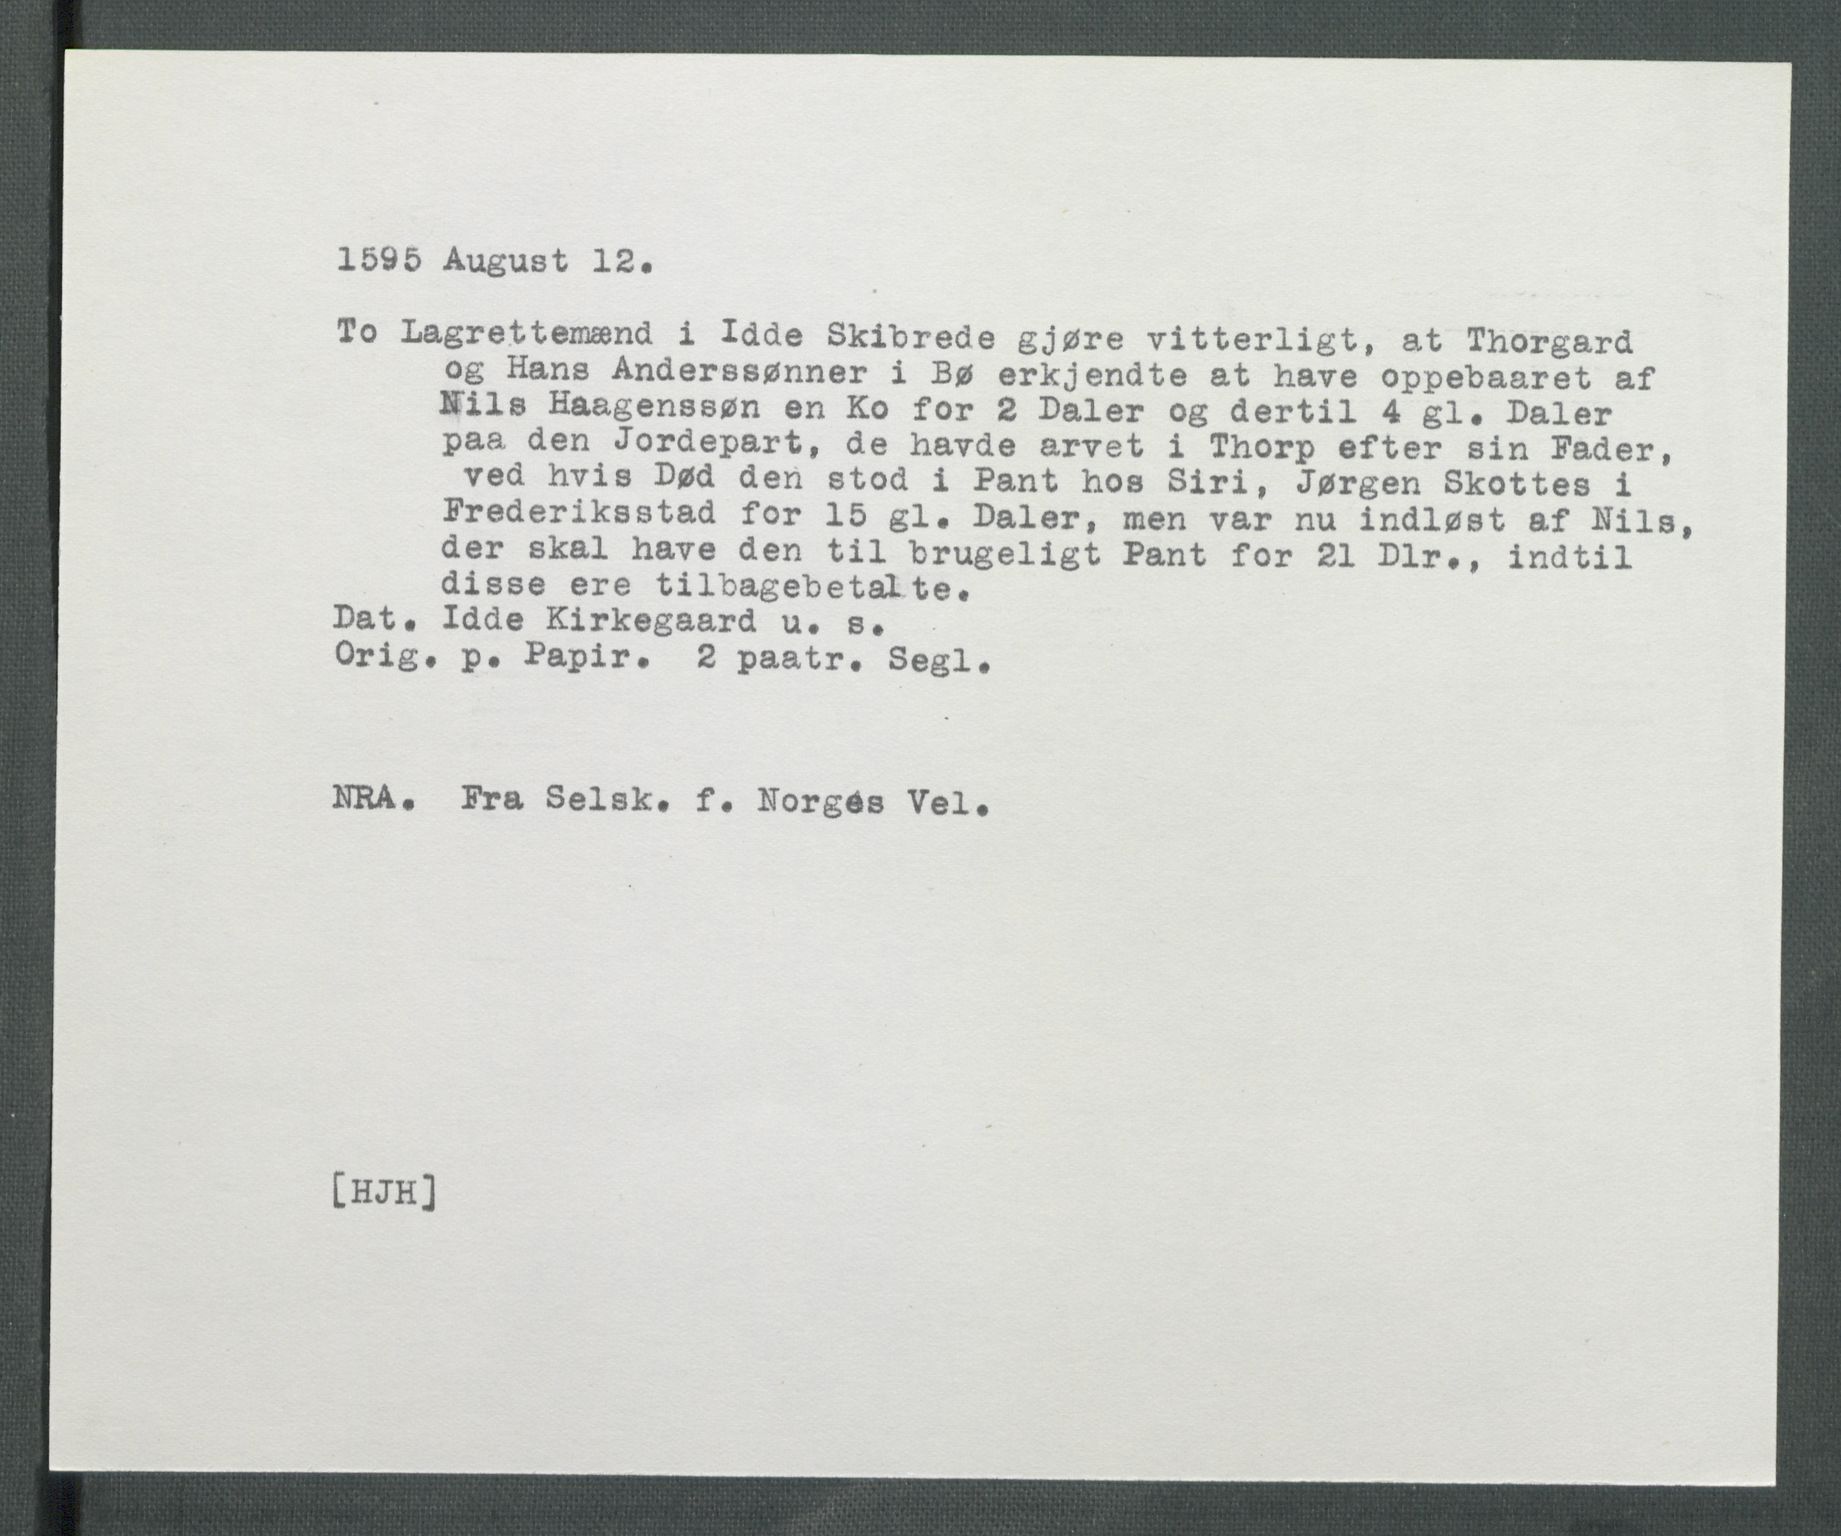 1595 August 12.
To Lagrettemænd i Idde Skibrede gjøre vitterligt, at Thorgard
og Hans Anderssønner i Bø erkjendte at have oppebaaret af
Nils Haagenssøn en Ko for 2 Daler og dertil 4 gl. Daler
paa den Jordepart, de havde arvet i Thorp efter sin Fader,
ved hvis Død den stod i Pant hos Siri, Jørgen Skottes i
Frederiksstad for 15 gl. Daler, men var nu indløst af Nils,
der skal have den til brugeligt Pant for 21 Dlr., indtil
disse ere tilbagebetalte.
Dat. Idde Kirkegaard u. s.
Orig. p. Papir. 2 paatr. Segl.
NRA. Fra Selsk. f. Norges Vel.
[HJH]